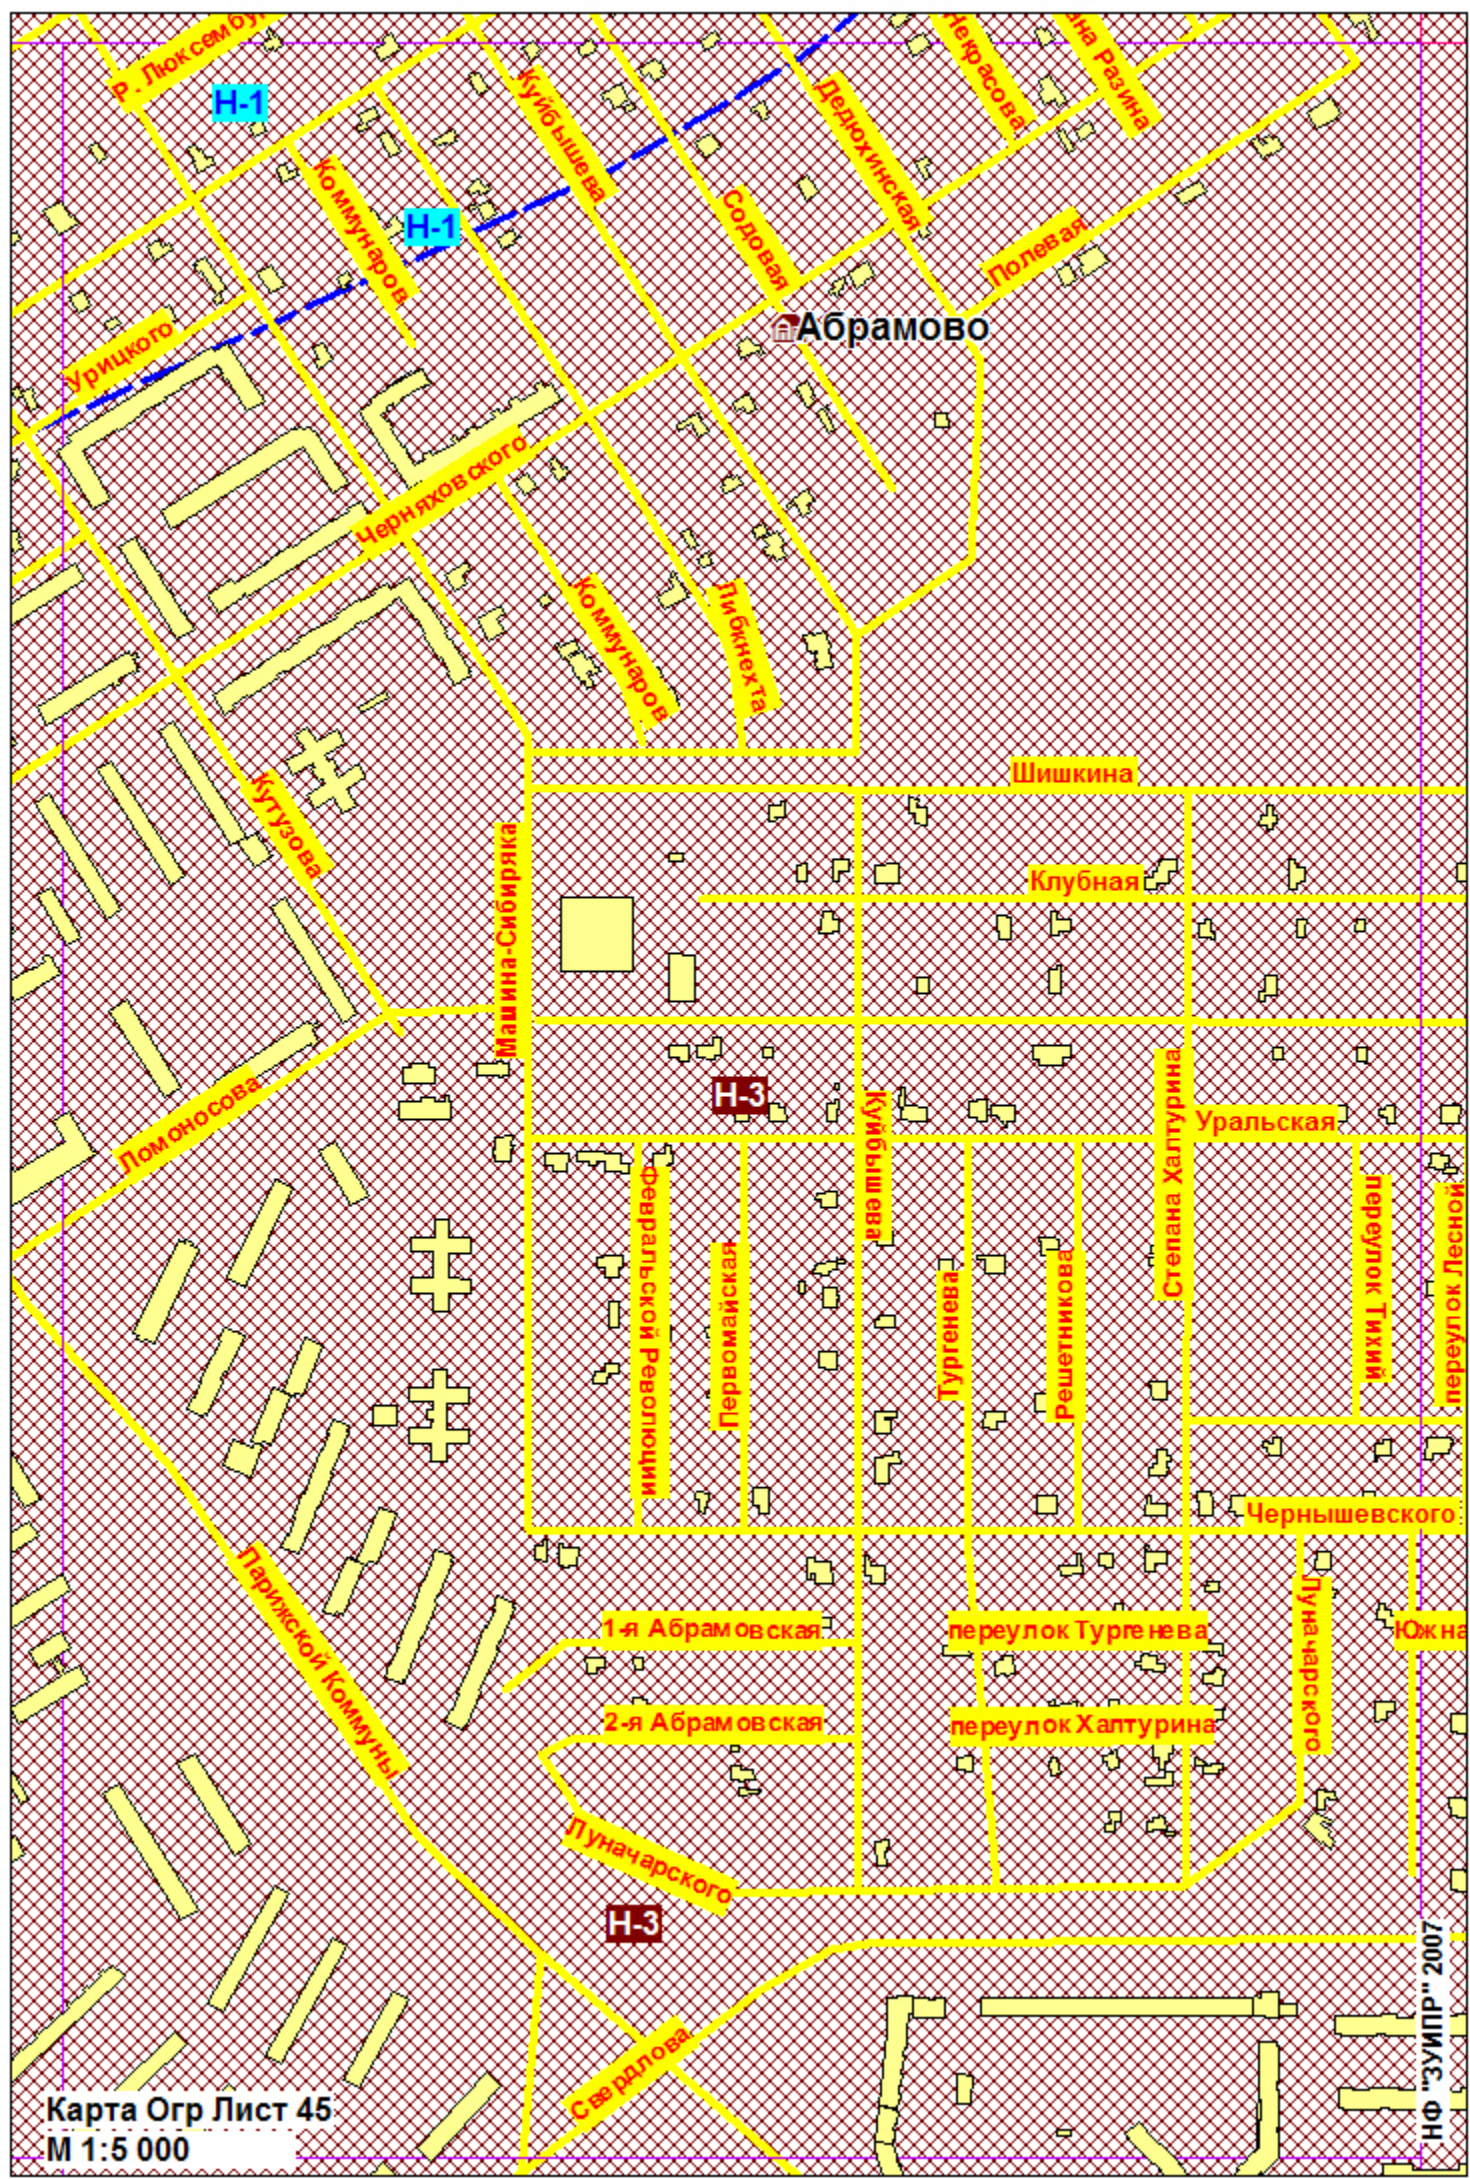 Р. Люксембур
Н-1
Куйбышева
Дедюхинская
Некрасова
на Разина
Коммунаров
Н-1
Содовая
Полевая
Урицкого
Абрамово
Черняховского
Коммунаров
Либкнехта
Кутузова
Шишкина
Машина-Сибиряка
Клубная
Ломоносова
Н-3
Куйбышева
Степана Халтурина
Уральская
Февральской Революции
Первомайская
Тургенева
Решетникова
переулок Тихий
переулок Лесной
Чернышевского
Парижской Коммуны
1-я Абрамовская
переулок Тургенева
Луначарского
Южна
2-я Абрамовская
переулок Халтурина
Луначарского
Н-3
Свердлова
НФ "ЗУИПР" 2007
Карта Огр Лист 45
М 1:5 000